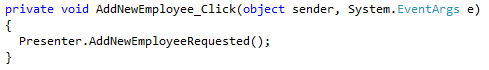 private void AddNewEmployee_Click(object sender, System.EventArgs e)
{
  Presenter.AddNewEmployeeRequested();
}